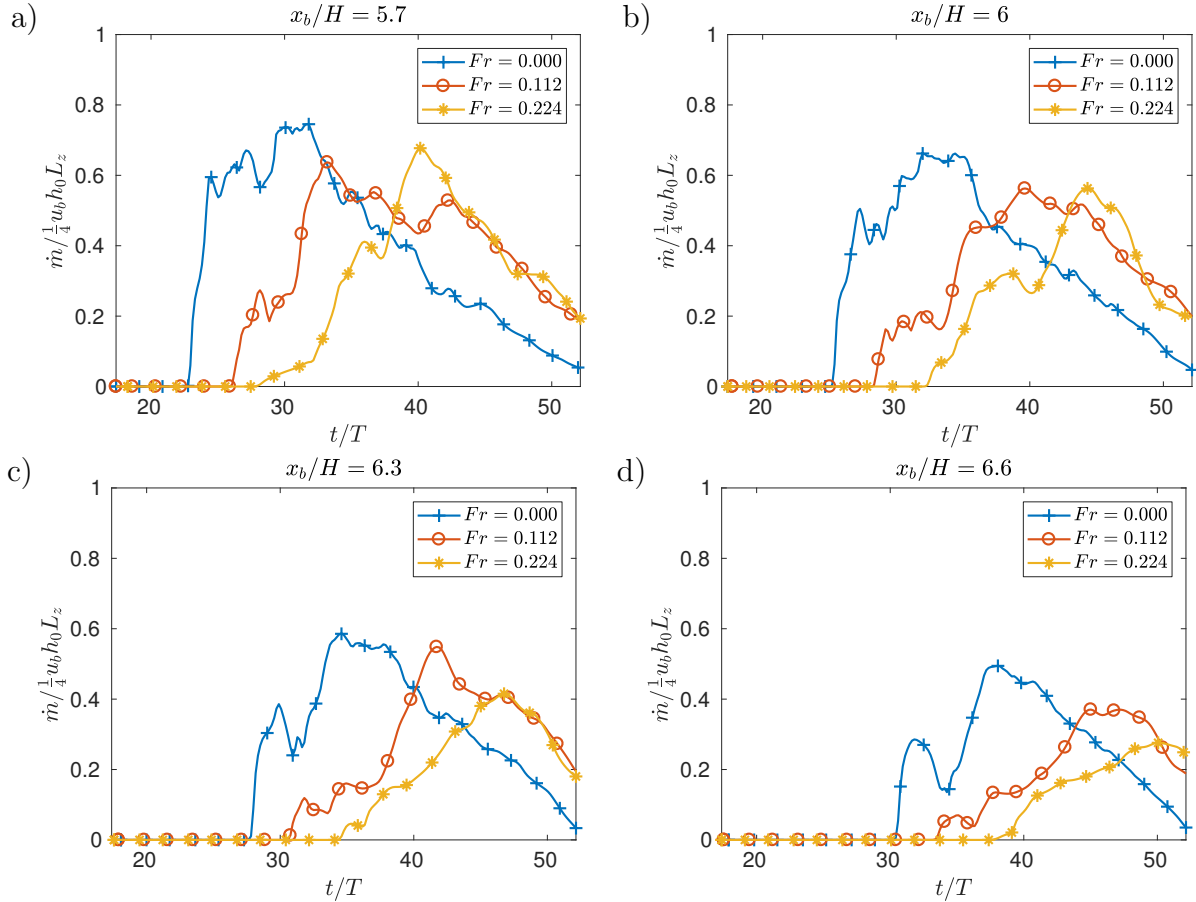 a)
x_b/H = 5.7
1
0.8
0.6
0.4
0.2
0
ṁ/¼u_b h_0 L_z
Fr = 0.000
Fr = 0.112
Fr = 0.224
20 30 40 50
t/T
b)
x_b/H = 6
1
0.8
0.6
0.4
0.2
0
ṁ/¼u_b h_0 L_z
Fr = 0.000
Fr = 0.112
Fr = 0.224
20 30 40 50
t/T
c)
x_b/H = 6.3
1
0.8
0.6
0.4
0.2
0
ṁ/¼u_b h_0 L_z
Fr = 0.000
Fr = 0.112
Fr = 0.224
20 30 40 50
t/T
d)
x_b/H = 6.6
1
0.8
0.6
0.4
0.2
0
ṁ/¼u_b h_0 L_z
Fr = 0.000
Fr = 0.112
Fr = 0.224
20 30 40 50
t/T